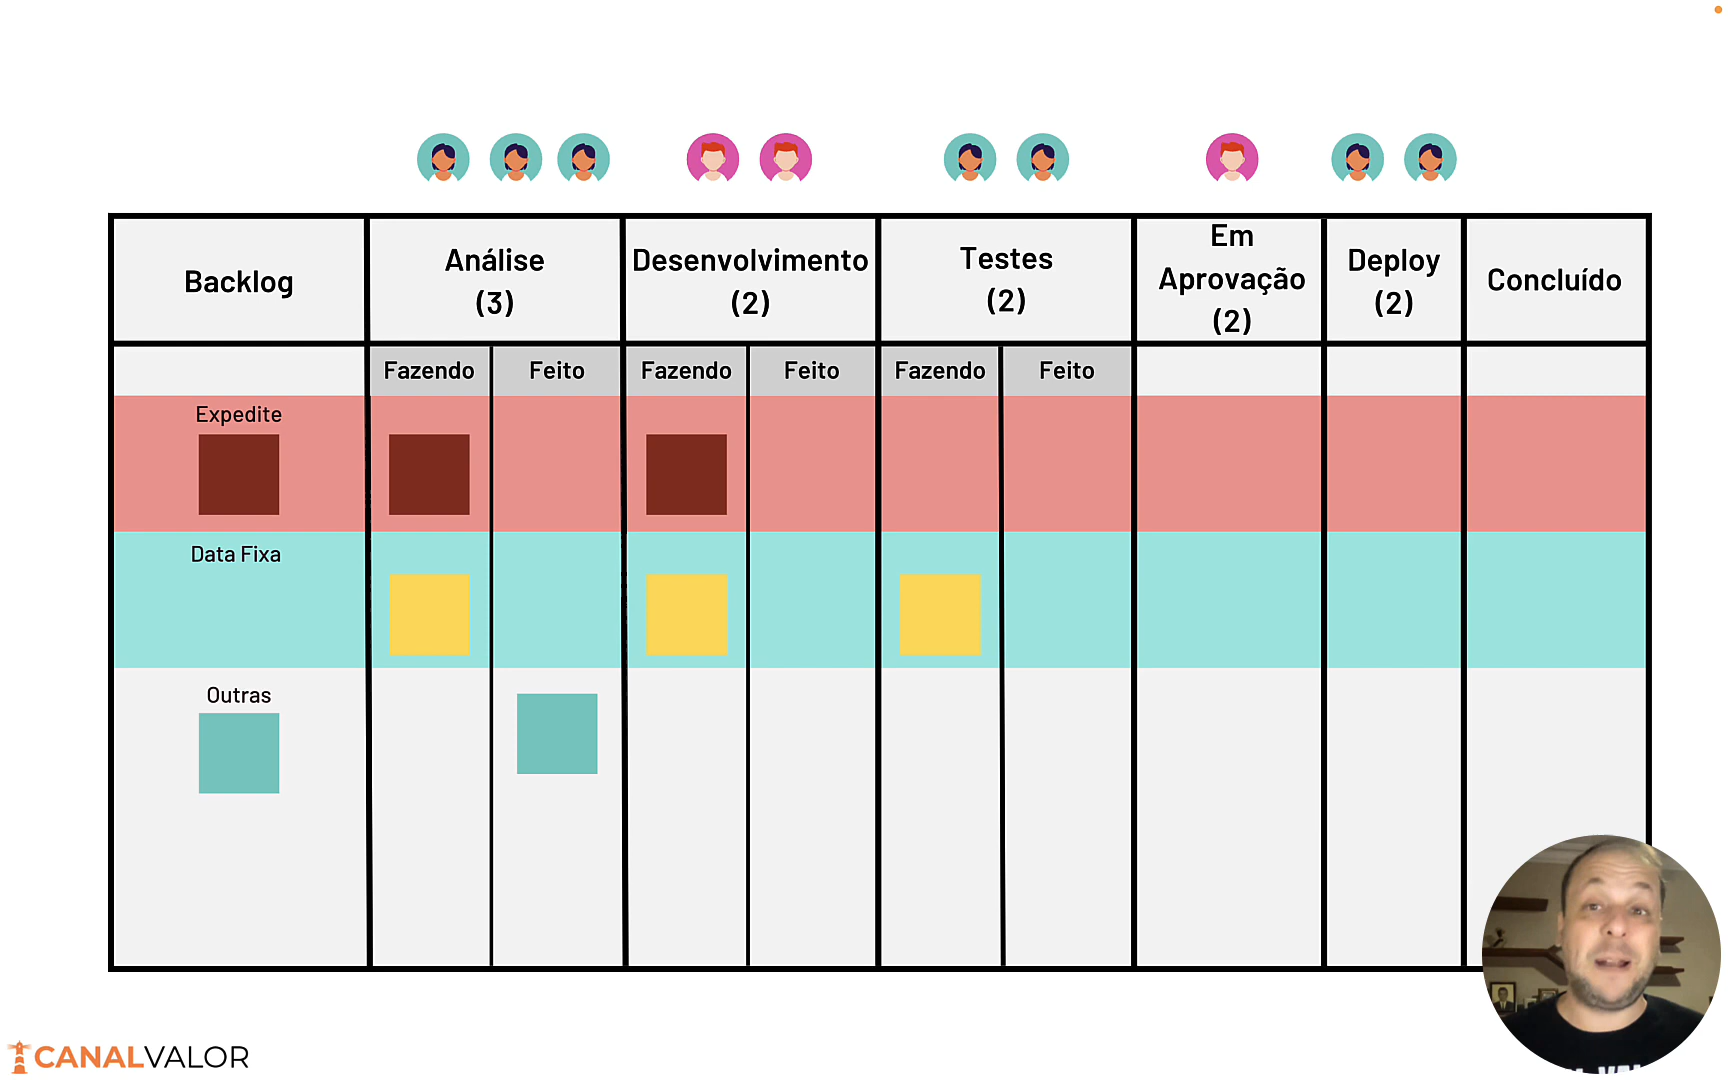 Backlog
Análise
(3)
Desenvolvimento
(2)
Testes
(2)
Em
Aprovação
(2)
Deploy
(2)
Concluído
Fazendo
Feito
Fazendo
Feito
Fazendo
Feito
Expedite
Data Fixa
Outras
CANALVALOR